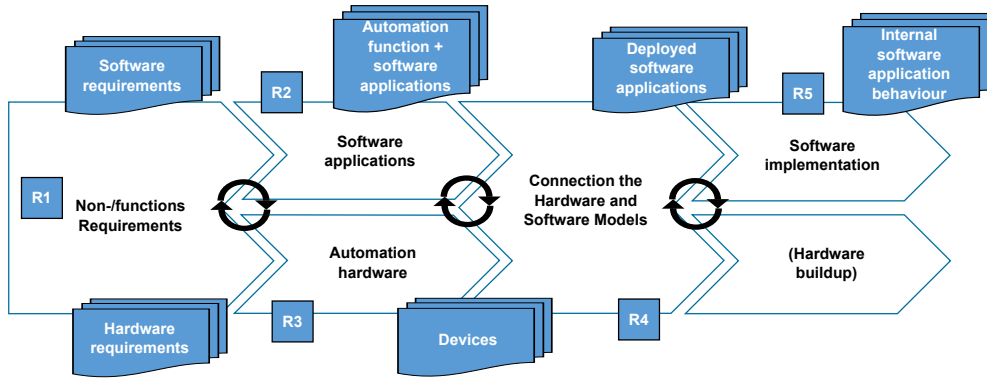 Software
requirements
R2
Automation
function +
software
applications
Deployed
software
applications
R5
Internal
software
application
behaviour
R1
Non-/functions
Requirements
Software
applications
Connection the
Hardware and
Software Models
Software
implementation
Automation
hardware
(Hardware
buildup)
Hardware
requirements
R3
Devices
R4